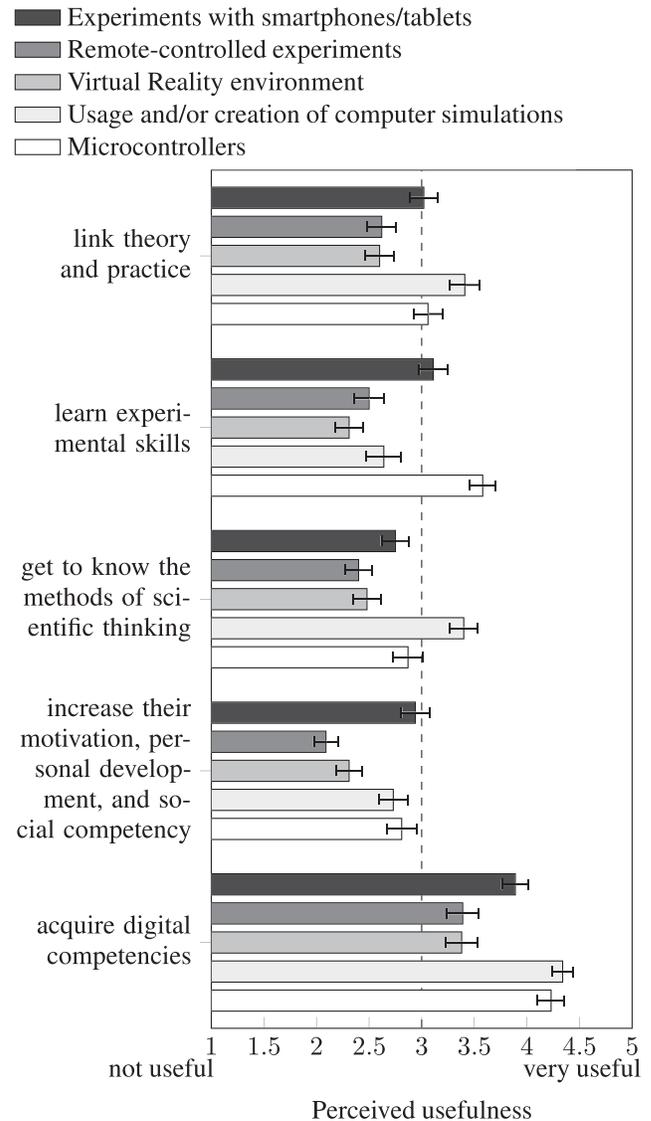 Experiments with smartphones/tablets
Remote-controlled experiments
Virtual Reality environment
Usage and/or creation of computer simulations
Microcontrollers
link theory
and practice
learn experi-
mental skills
get to know the
methods of sci-
entific thinking
increase their
motivation, per-
sonal develop-
ment, and so-
cial competency
acquire digital
competencies
1 1.5 2 2.5 3 3.5 4 4.5 5
not useful very useful
Perceived usefulness